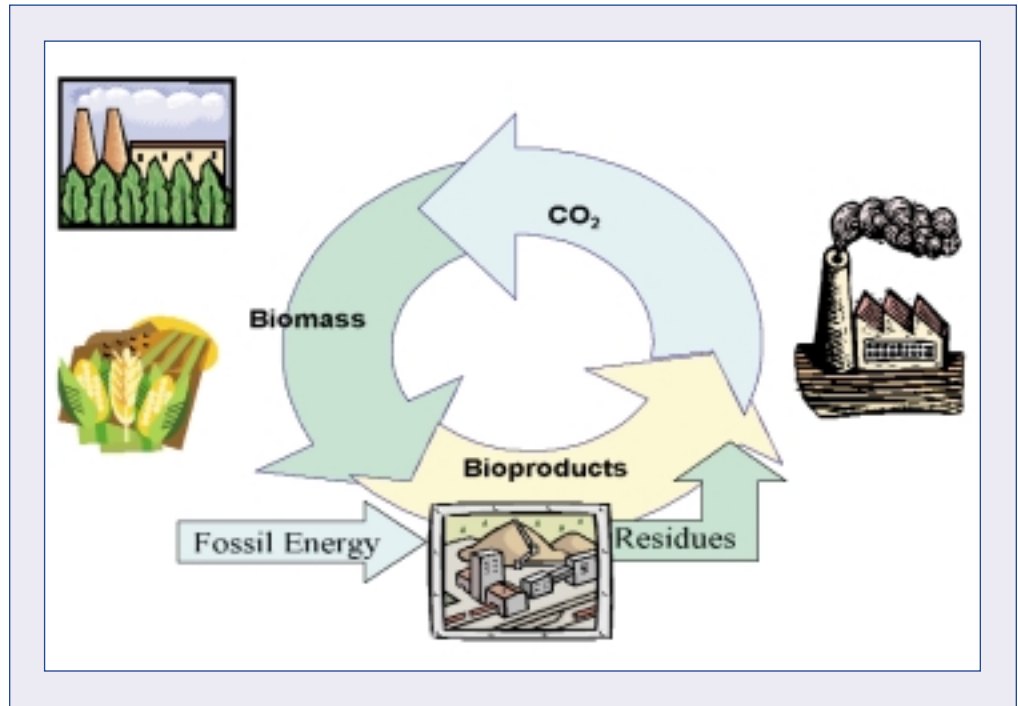 CO₂
Biomass
Bioproducts
Fossil Energy
Residues